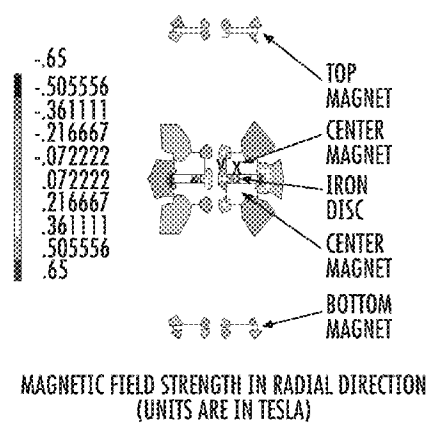 -.65
-.505556
-.361111
-.216667
-.072222
.072222
.216667
.361111
.505556
.65
TOP
MAGNET
CENTER
MAGNET
IRON
DISC
CENTER
MAGNET
BOTTOM
MAGNET
Y
X
MAGNETIC FIELD STRENGTH IN RADIAL DIRECTION
(UNITS ARE IN TESLA)